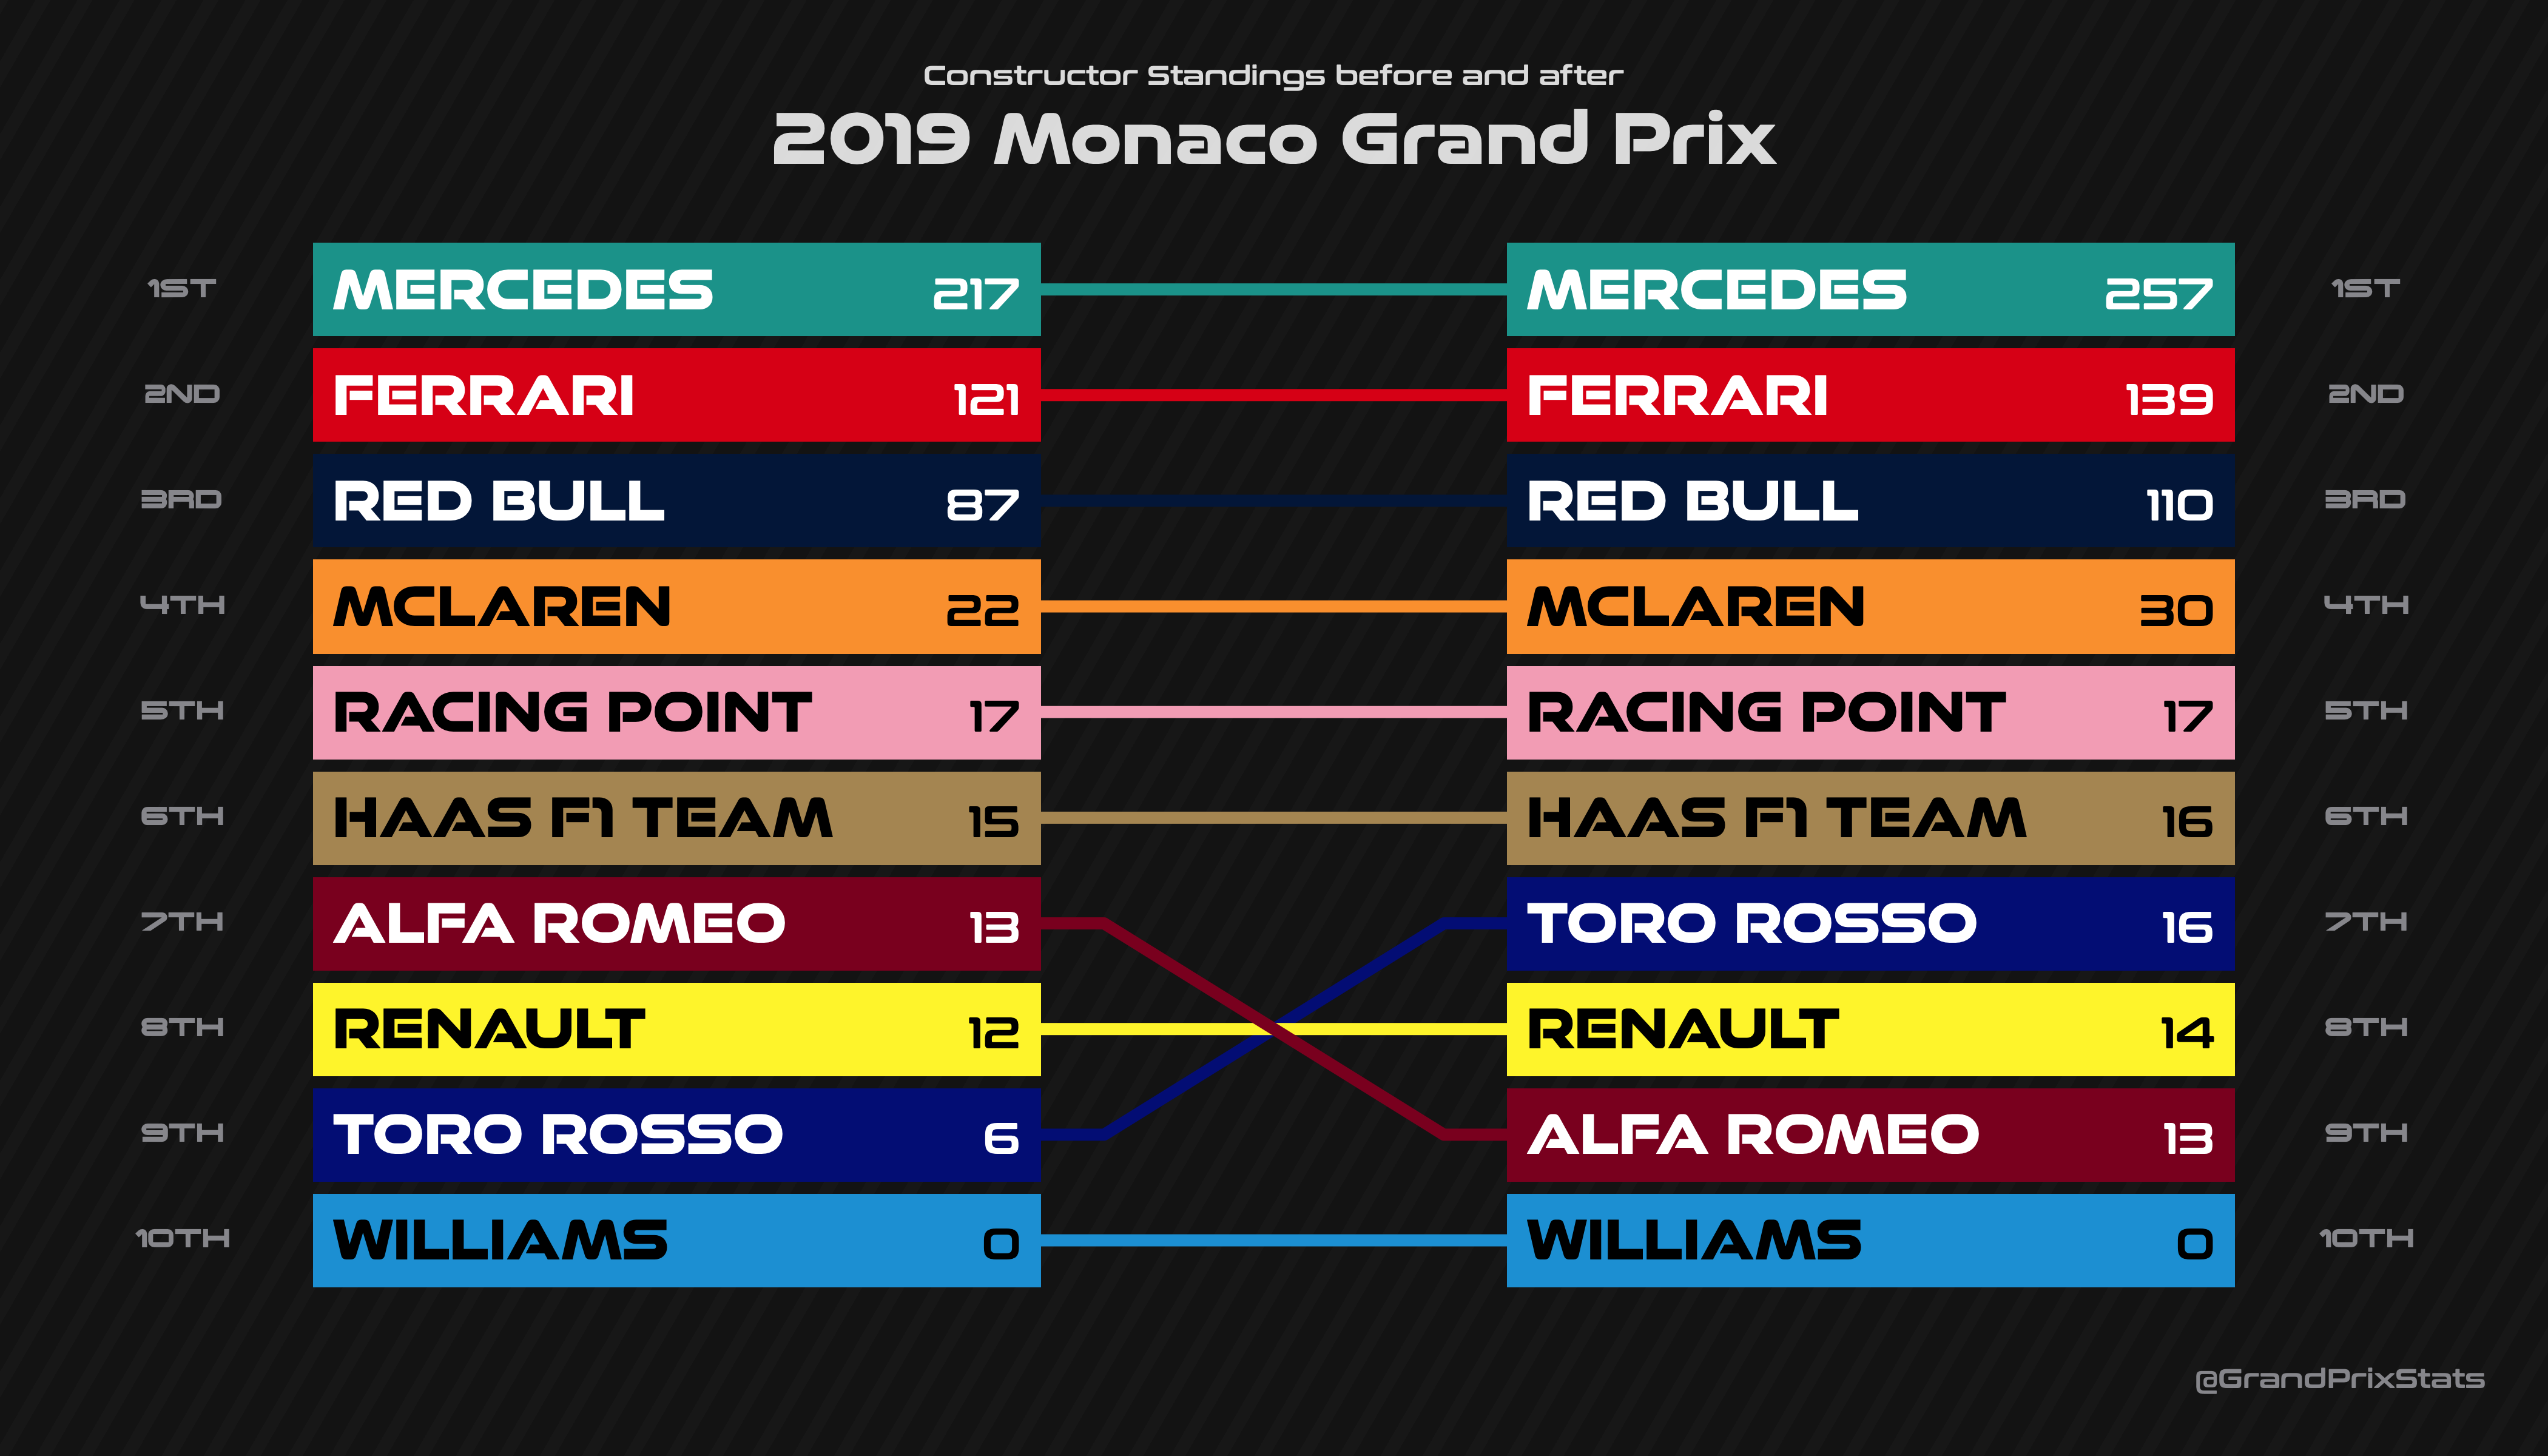 Constructor Standings before and after
2019 Monaco Grand Prix
1ST MERCEDES 217 MERCEDES 257 1ST
2ND FERRARI 121 FERRARI 139 2ND
3RD RED BULL 87 RED BULL 110 3RD
4TH MCLAREN 22 MCLAREN 30 4TH
5TH RACING POINT 17 RACING POINT 17 5TH
6TH HAAS F1 TEAM 15 HAAS F1 TEAM 16 6TH
7TH ALFA ROMEO 13 TORO ROSSO 16 7TH
8TH RENAULT 12 RENAULT 14 8TH
9TH TORO ROSSO 6 ALFA ROMEO 13 9TH
10TH WILLIAMS 0 WILLIAMS 0 10TH
@GrandPrixStats